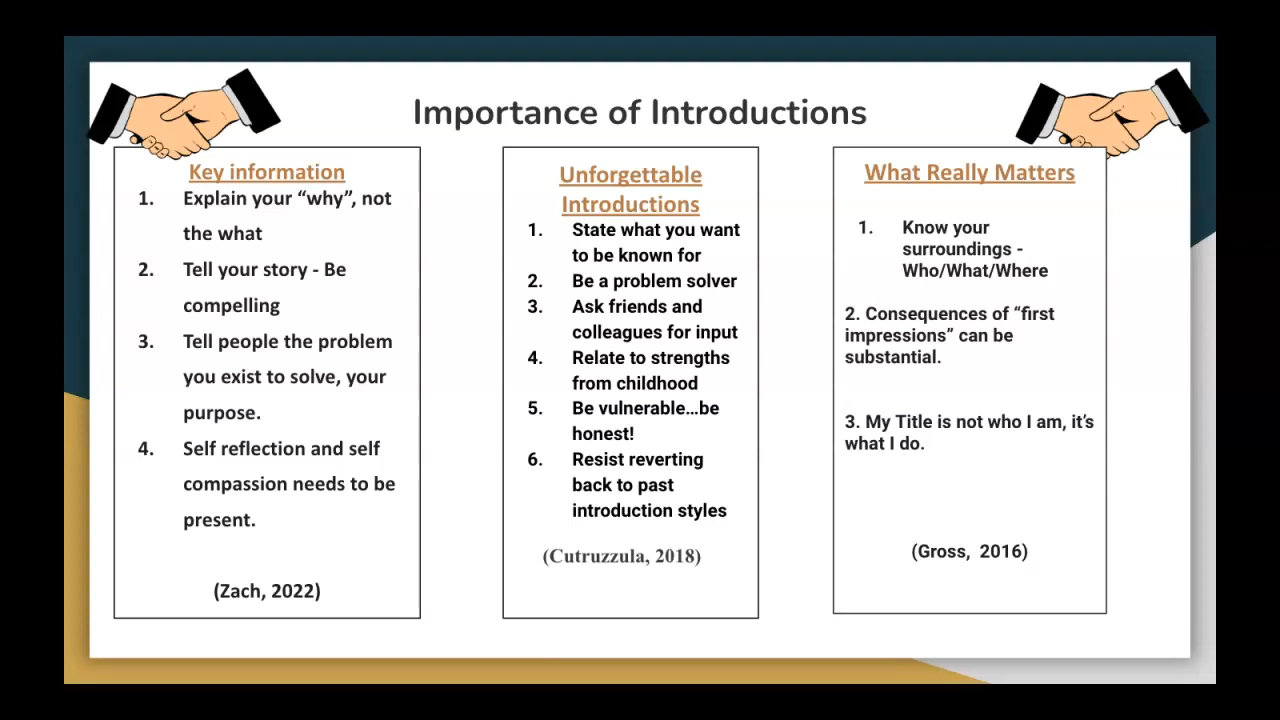 Importance of Introductions
Key information
1. Explain your “why”, not
the what
2. Tell your story - Be
compelling
3. Tell people the problem
you exist to solve, your
purpose.
4. Self reflection and self
compassion needs to be
present.
(Zach, 2022)
Unforgettable
Introductions
1. State what you want
to be known for
2. Be a problem solver
3. Ask friends and
colleagues for input
4. Relate to strengths
from childhood
5. Be vulnerable…be
honest!
6. Resist reverting
back to past
introduction styles
(Cutruzzula, 2018)
What Really Matters
1. Know your
surroundings -
Who/What/Where
2. Consequences of “first
impressions” can be
substantial.
3. My Title is not who I am, it’s
what I do.
(Gross, 2016)